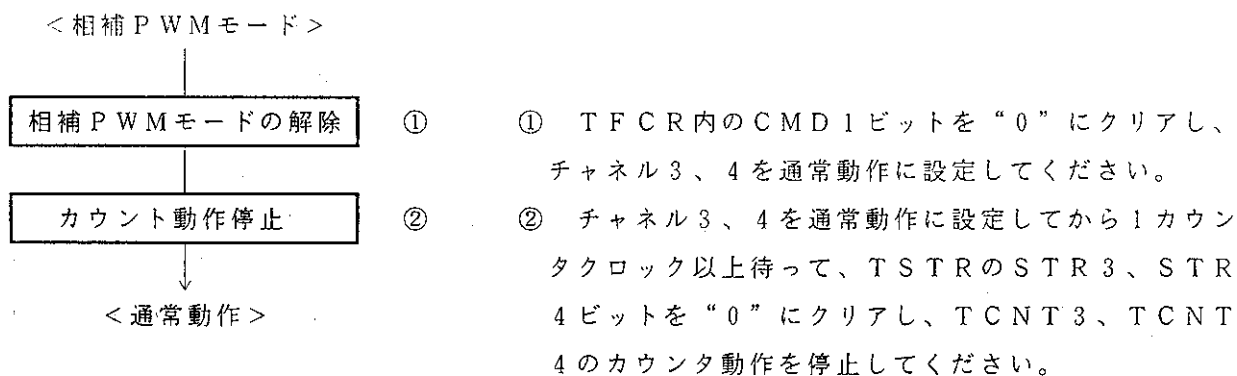 <相補PWMモード>
相補PWMモードの解除 ①
カウント動作停止 ②
<通常動作>
① TFCR内のCMD1ビットを“0”にクリアし、
チャネル3、4を通常動作に設定してください。
② チャネル3、4を通常動作に設定してから1カウン
タクロック以上待って、TSTRのSTR3、STR
4ビットを“0”にクリアし、TCNT3、TCNT
4のカウンタ動作を停止してください。